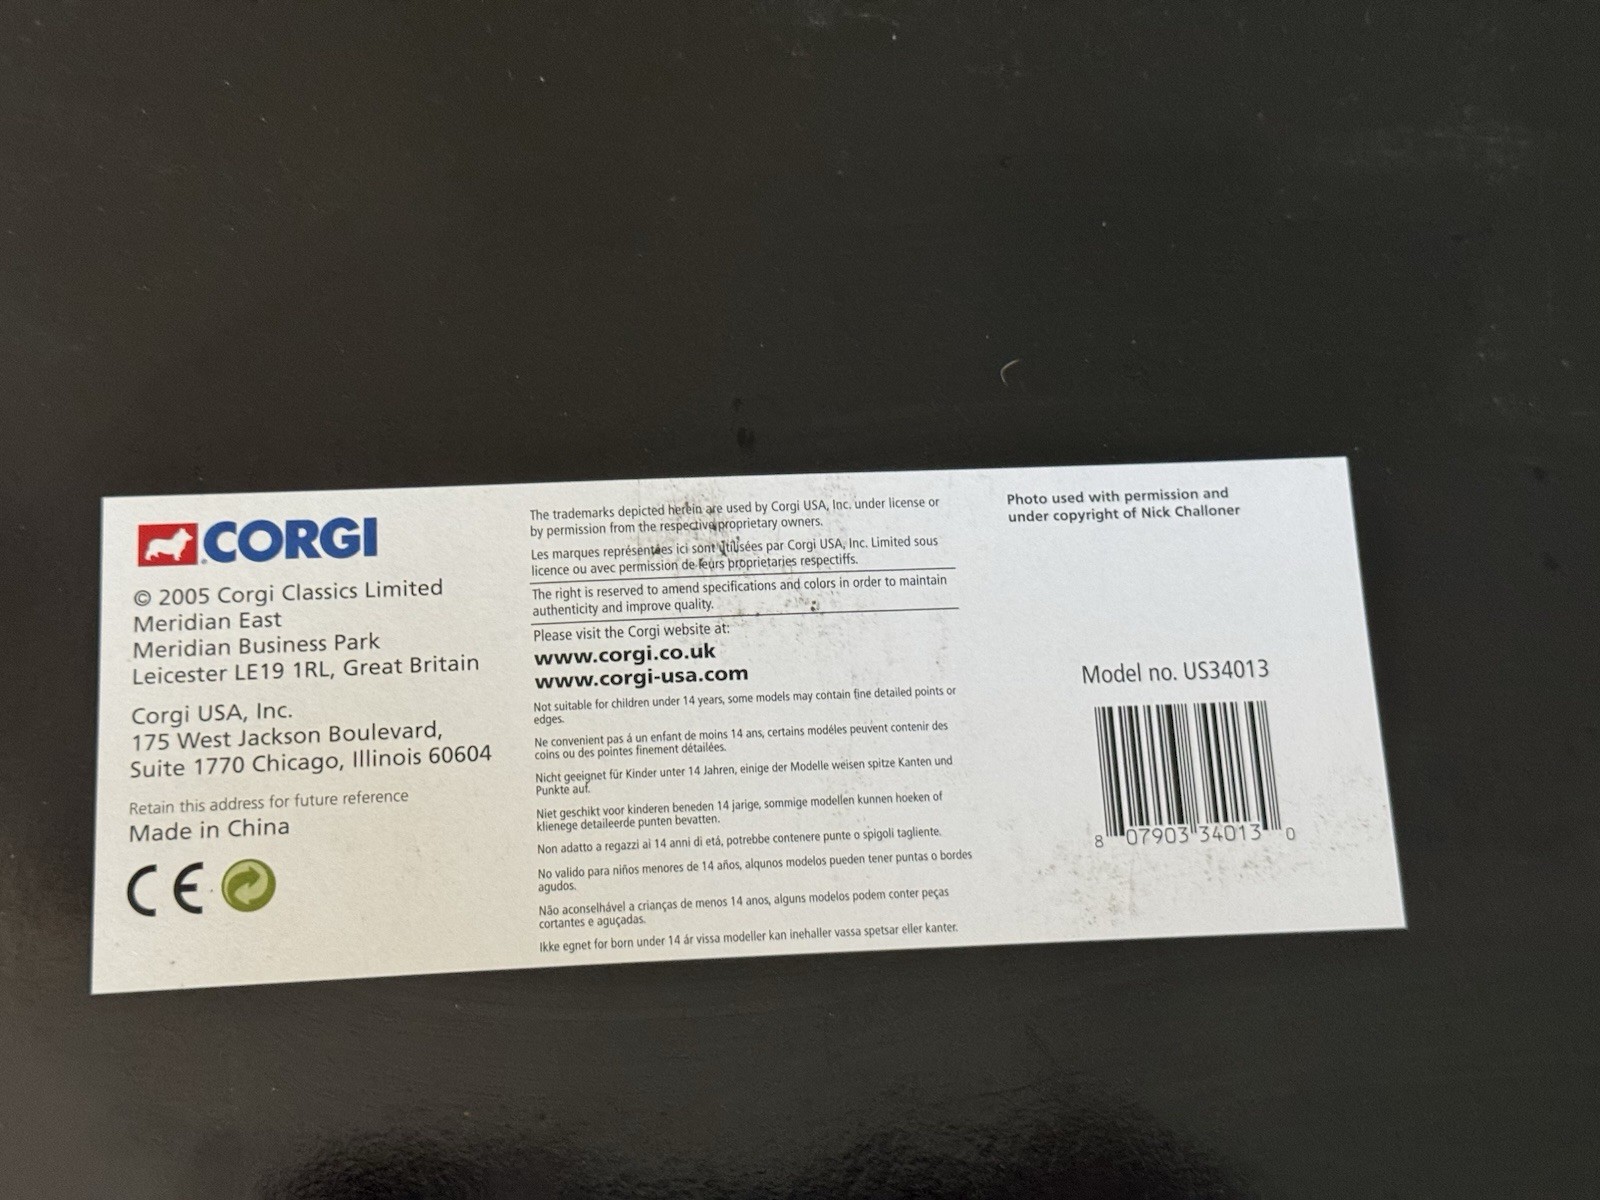 CORGI
© 2005 Corgi Classics Limited
Meridian East
Meridian Business Park
Leicester LE19 1RL, Great Britain
Corgi USA, Inc.
175 West Jackson Boulevard,
Suite 1770 Chicago, Illinois 60604
Retain this address for future reference
Made in China
CE
The trademarks depicted herein are used by Corgi USA, Inc. under license or
by permission from the respective proprietary owners.
Les marques représentées ici sont utilisées par Corgi USA, Inc. Limited sous
licence ou avec permission de leurs proprietaries respectiffs.
The right is reserved to amend specifications and colors in order to maintain
authenticity and improve quality.
Please visit the Corgi website at:
www.corgi.co.uk
www.corgi-usa.com
Not suitable for children under 14 years, some models may contain fine detailed points or
edges.
Ne convenient pas á un enfant de moins 14 ans, certains modéles peuvent contenir des
coins ou des pointes finement détailées.
Nicht geeignet für Kinder unter 14 Jahren, einige der Modelle weisen spitze Kanten und
Punkte auf.
Niet geschikt voor kinderen beneden 14 jarige, sommige modellen kunnen hoeken of
klienege detaileerde punten bevatten.
Non adatto a regazzi ai 14 anni di etá, potrebbe contenere punte o spigoli tagliente.
No valido para niños menores de 14 años, alqunos modelos pueden tener puntas o bordes
agudos.
Não aconselhável a crianças de menos 14 anos, alguns modelos podem conter peças
cortantes e aguçadas.
Ikke egnet for born under 14 år vissa modeller kan inehaller vassa spetsar eller kanter.
Photo used with permission and
under copyright of Nick Challoner
Model no. US34013
8 07903 34013 0